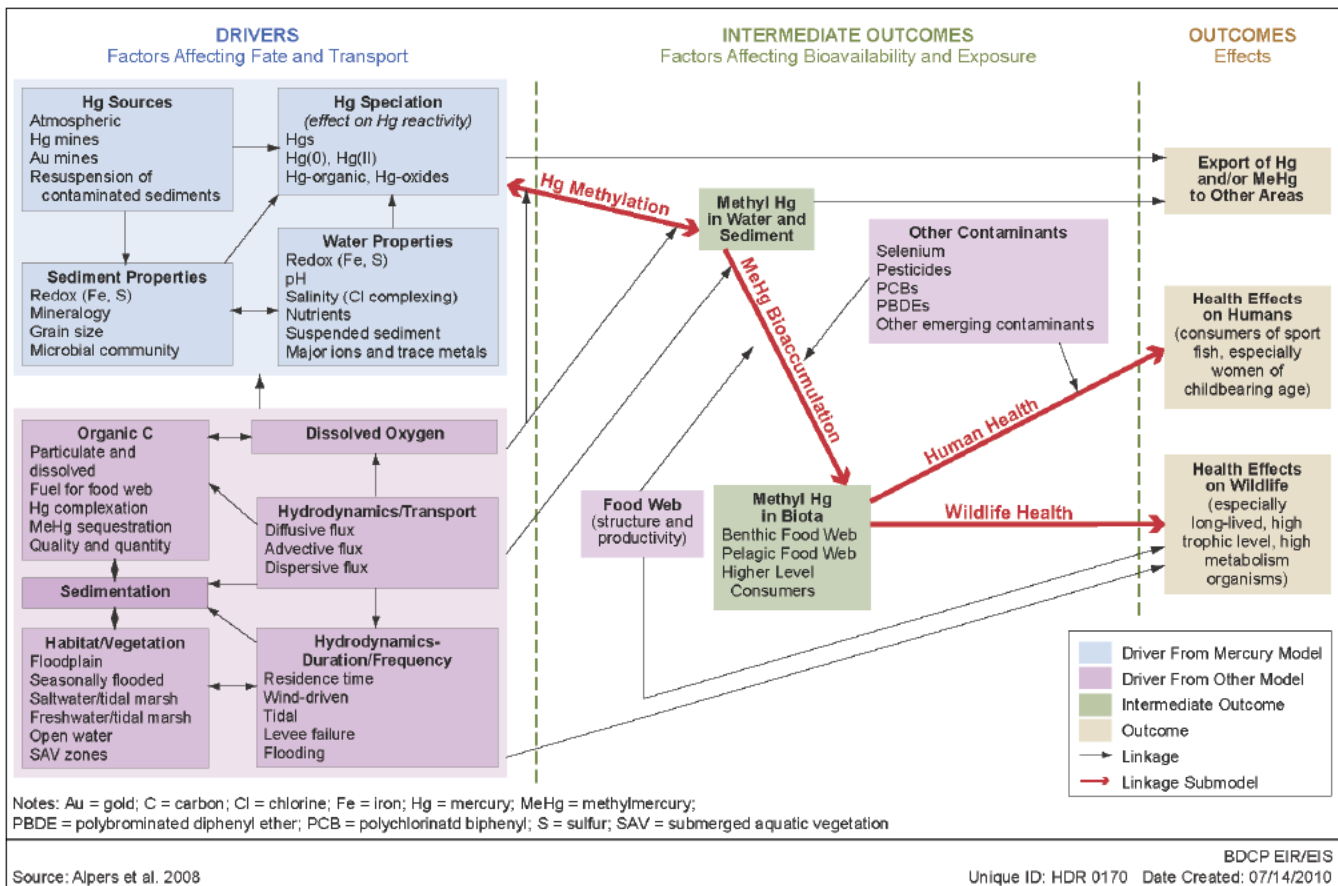 DRIVERS
Factors Affecting Fate and Transport
INTERMEDIATE OUTCOMES
Factors Affecting Bioavailability and Exposure
OUTCOMES
Effects
Hg Sources
Atmospheric
Hg mines
Au mines
Resuspension of
contaminated sediments
Hg Speciation
(effect on Hg reactivity)
Hgs
Hg(0), Hg(II)
Hg-organic, Hg-oxides
Sediment Properties
Redox (Fe, S)
Mineralogy
Grain size
Microbial community
Water Properties
Redox (Fe, S)
pH
Salinity (Cl complexing)
Nutrients
Suspended sediment
Major ions and trace metals
Organic C
Particulate and
dissolved
Fuel for food web
Hg complexation
MeHg sequestration
Quality and quantity
Dissolved Oxygen
Hydrodynamics/Transport
Diffusive flux
Advective flux
Dispersive flux
Sedimentation
Habitat/Vegetation
Floodplain
Seasonally flooded
Saltwater/tidal marsh
Freshwater/tidal marsh
Open water
SAV zones
Hydrodynamics-
Duration/Frequency
Residence time
Wind-driven
Tidal
Levee failure
Flooding
Hg Methylation
Methyl Hg
in Water and
Sediment
MeHg Bioaccumulation
Other Contaminants
Selenium
Pesticides
PCBs
PBDEs
Other emerging contaminants
Food Web
(structure and
productivity)
Methyl Hg
in Biota
Benthic Food Web
Pelagic Food Web
Higher Level
Consumers
Human Health
Wildlife Health
Export of Hg
and/or MeHg
to Other Areas
Health Effects
on Humans
(consumers of sport
fish, especially
women of
childbearing age)
Health Effects
on Wildlife
(especially
long-lived, high
trophic level, high
metabolism
organisms)
Driver From Mercury Model
Driver From Other Model
Intermediate Outcome
Outcome
Linkage
Linkage Submodel
Notes: Au = gold; C = carbon; Cl = chlorine; Fe = iron; Hg = mercury; MeHg = methylmercury;
PBDE = polybrominated diphenyl ether; PCB = polychlorinatd biphenyl; S = sulfur; SAV = submerged aquatic vegetation
BDCP EIR/EIS
Source: Alpers et al. 2008
Unique ID: HDR 0170 Date Created: 07/14/2010